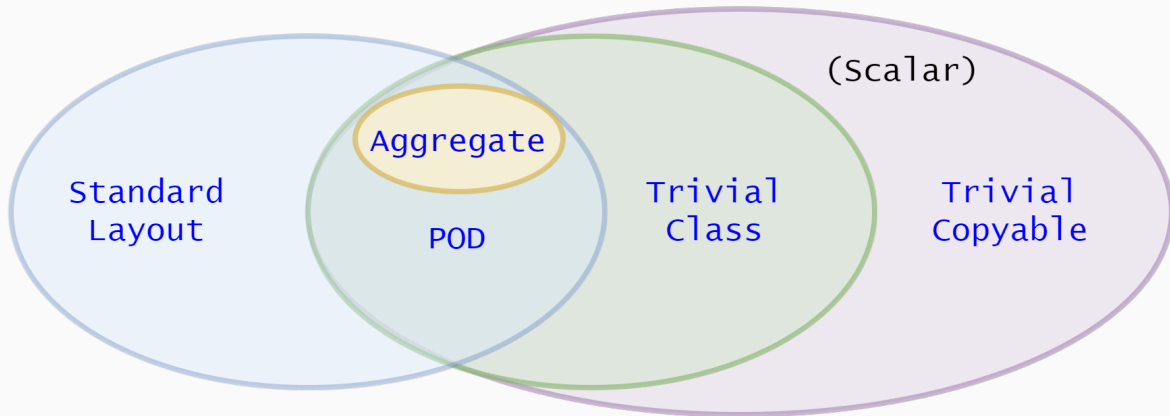 (Scalar)
Aggregate
Standard
Layout
POD
Trivial
Class
Trivial
Copyable